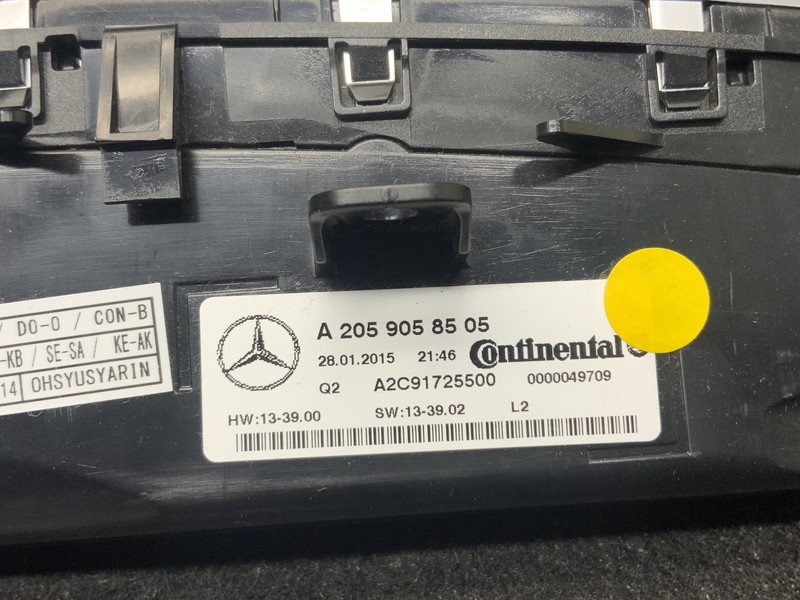 / DO-O / CON-B
-KB / SE-SA / KE-AK
14 OHSYUSYARIN
A 205 905 85 05
28.01.2015 21:46 Continental
Q2 A2C91725500 0000049709
HW:13-39.00 SW:13-39.02 L2